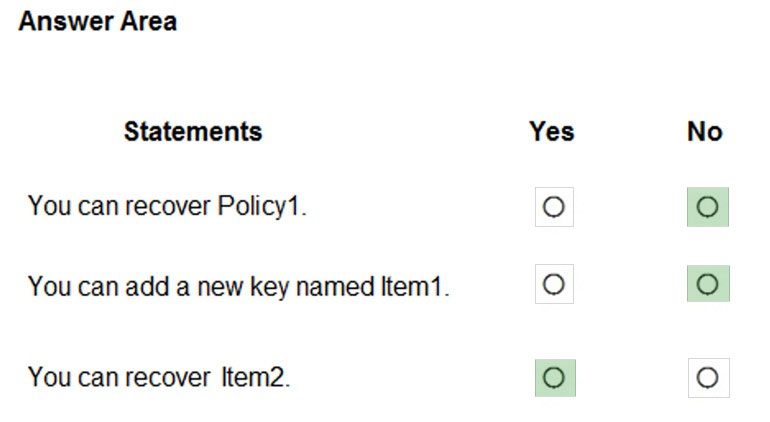 Answer Area
Statements Yes No
You can recover Policy1.
You can add a new key named Item1.
You can recover Item2.